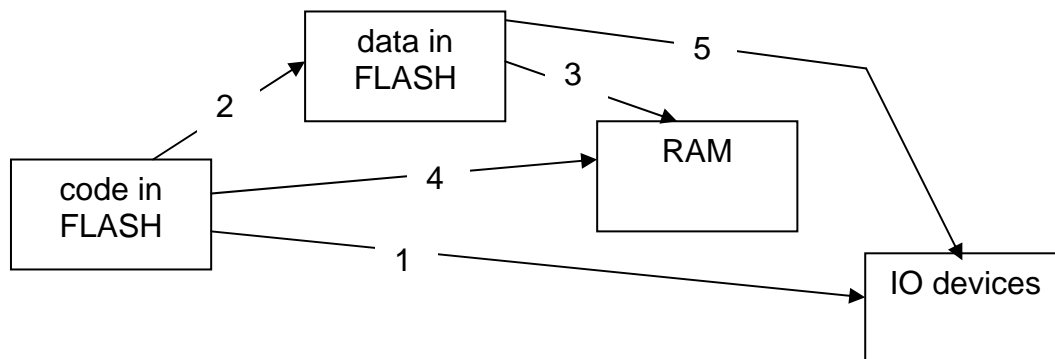 data in
FLASH
5
3
2
RAM
code in
FLASH
4
1
IO devices